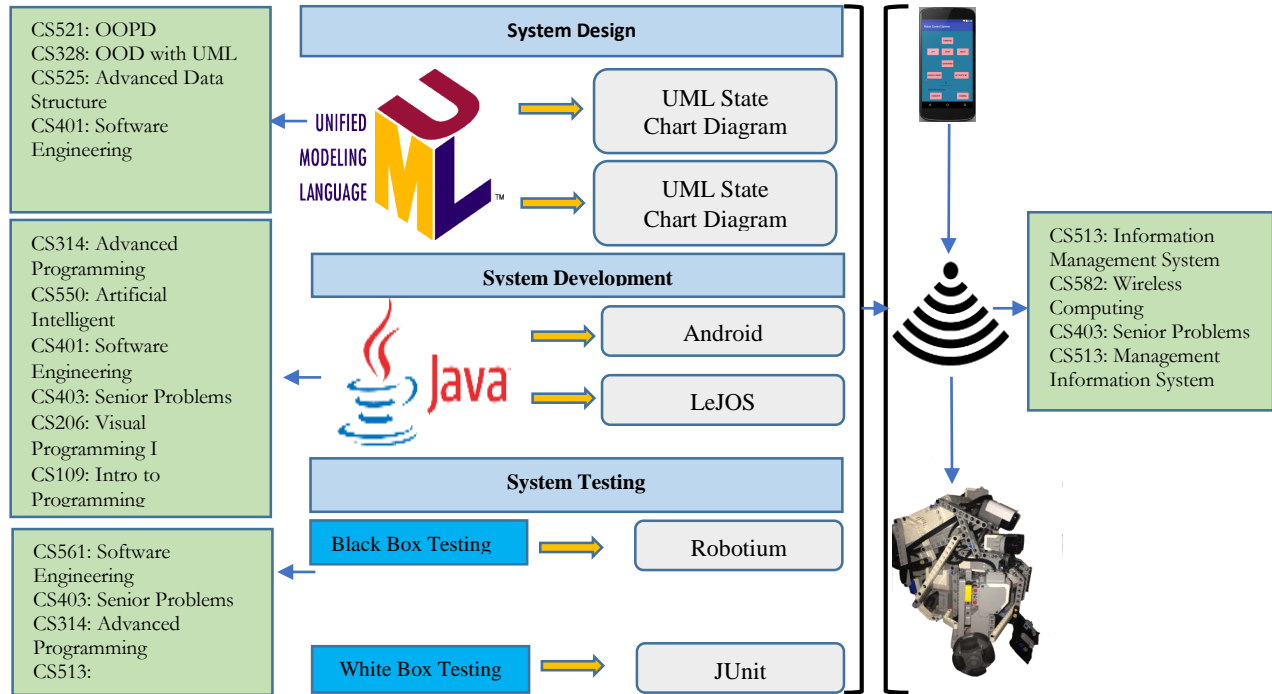 CS521: OOPD
CS328: OOD with UML
CS525: Advanced Data
Structure
CS401: Software
Engineering
CS314: Advanced
Programming
CS550: Artificial
Intelligent
CS401: Software
Engineering
CS403: Senior Problems
CS206: Visual
Programming I
CS109: Intro to
Programming
CS561: Software
Engineering
CS403: Senior Problems
CS314: Advanced
Programming
CS513:
System Design
UNIFIED
MODELING
LANGUAGE
UML
TM
UML State
Chart Diagram
UML State
Chart Diagram
System Development
Java
Android
LeJOS
System Testing
Black Box Testing
Robotium
White Box Testing
JUnit
CS513: Information
Management System
CS582: Wireless
Computing
CS403: Senior Problems
CS513: Management
Information System